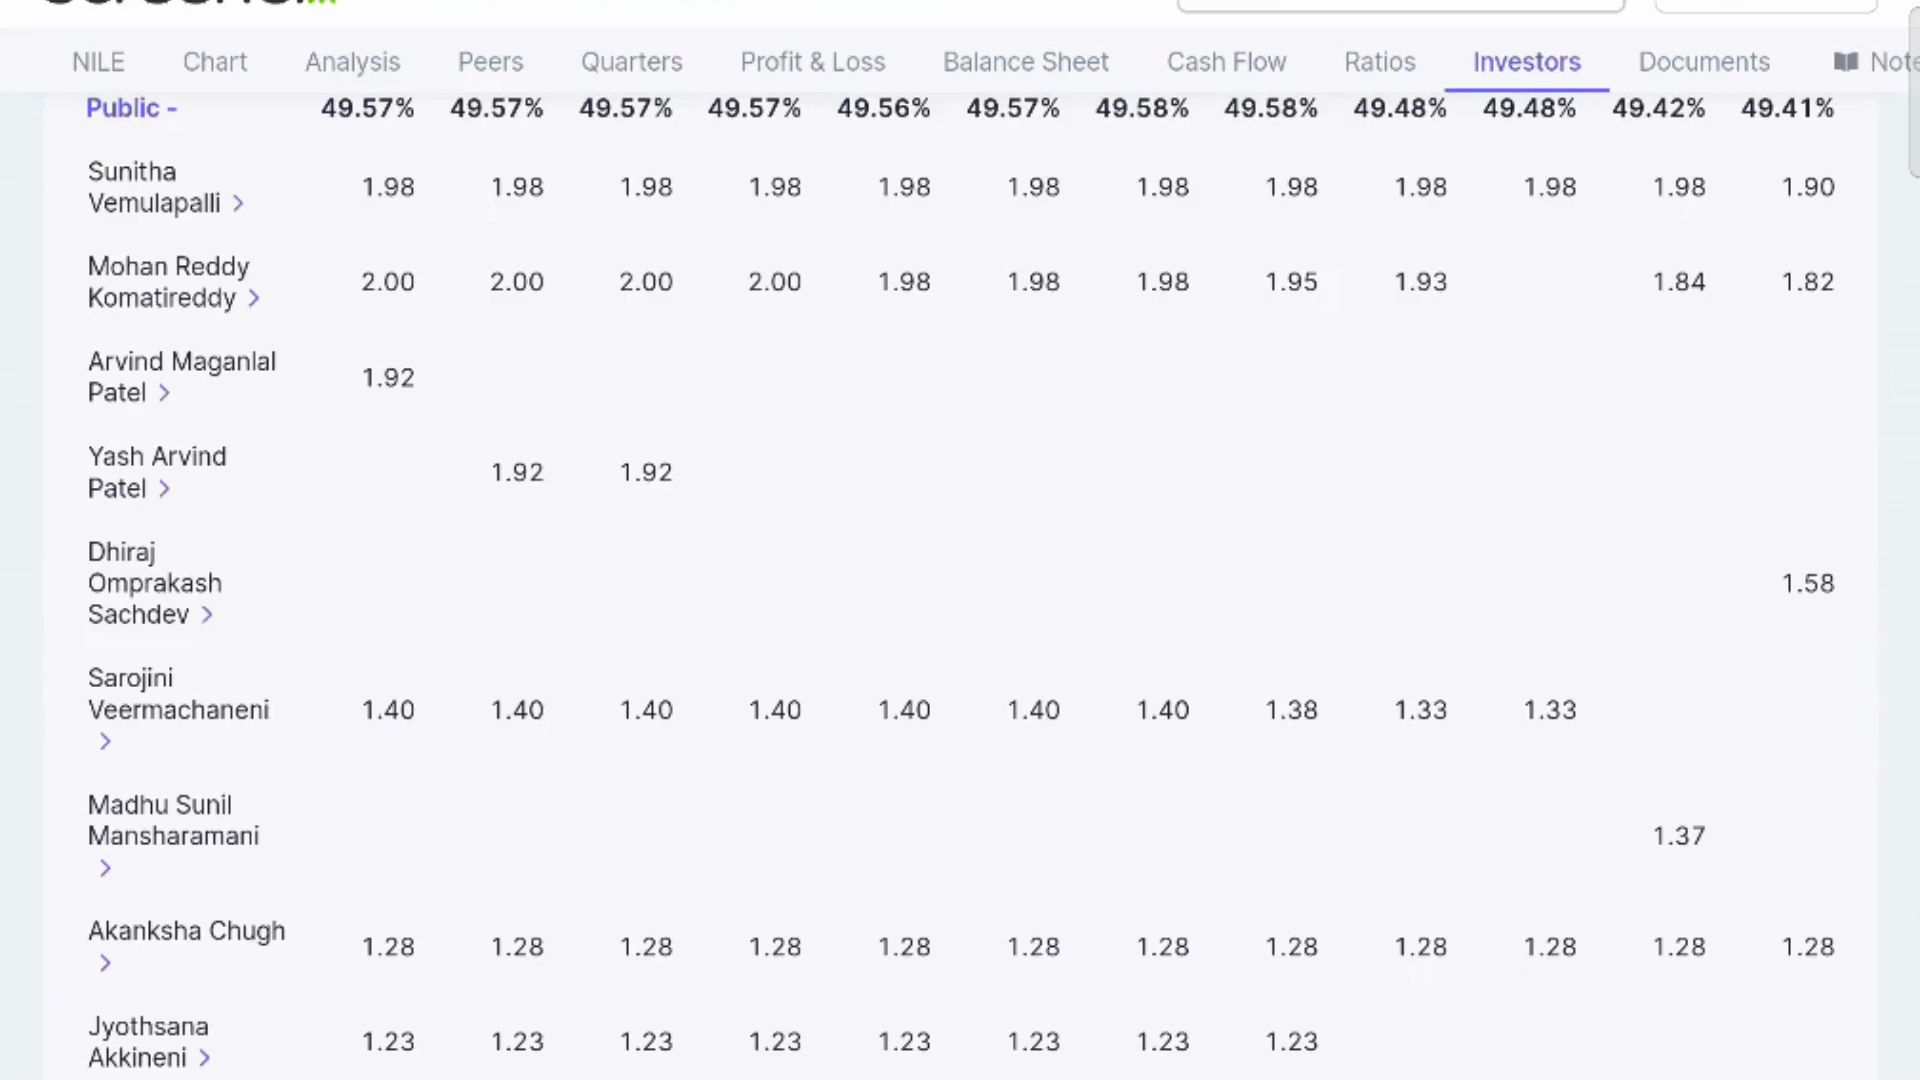 NILE Chart Analysis Peers Quarters Profit & Loss Balance Sheet Cash Flow Ratios Investors Documents
Public - 49.57% 49.57% 49.57% 49.57% 49.56% 49.57% 49.58% 49.58% 49.48% 49.48% 49.42% 49.41%
Sunitha
Vemulapalli 1.98 1.98 1.98 1.98 1.98 1.98 1.98 1.98 1.98 1.98 1.98 1.90
Mohan Reddy
Komatireddy 2.00 2.00 2.00 2.00 1.98 1.98 1.98 1.95 1.93 1.84 1.82
Arvind Maganlal
Patel 1.92
Yash Arvind
Patel 1.92 1.92
Dhiraj
Omprakash 1.58
Sachdev
Sarojini
Veermachaneni 1.40 1.40 1.40 1.40 1.40 1.40 1.40 1.38 1.33 1.33
Madhu Sunil
Mansharamani 1.37
Akanksha Chugh 1.28 1.28 1.28 1.28 1.28 1.28 1.28 1.28 1.28 1.28 1.28 1.28
Jyothsana
Akkineni 1.23 1.23 1.23 1.23 1.23 1.23 1.23 1.23